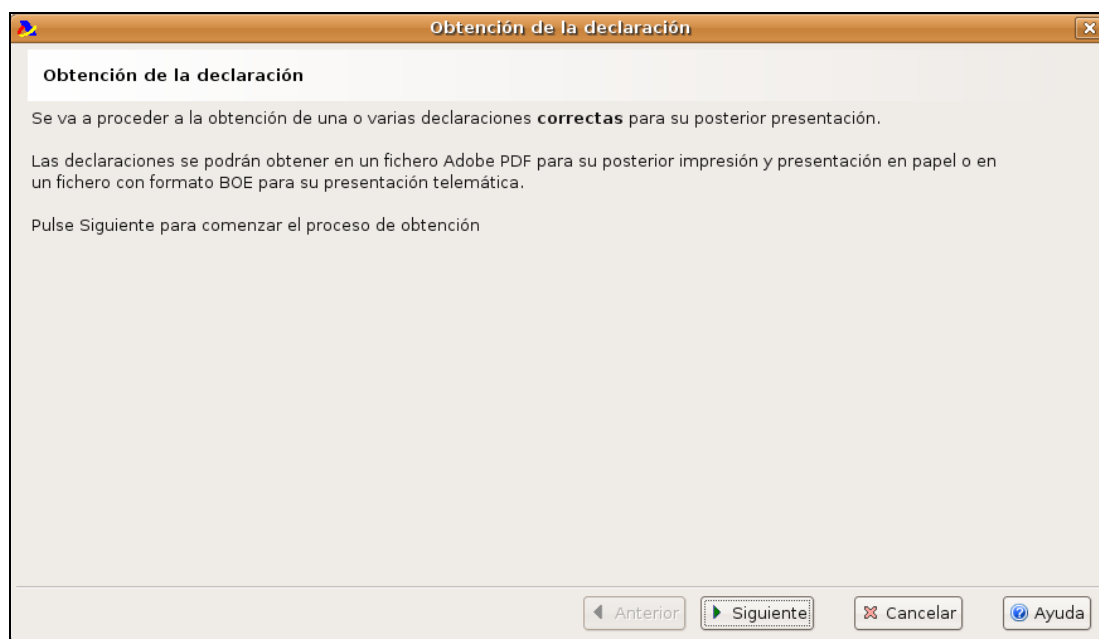 Obtención de la declaración
Obtención de la declaración
Se va a proceder a la obtención de una o varias declaraciones correctas para su posterior presentación.
Las declaraciones se podrán obtener en un fichero Adobe PDF para su posterior impresión y presentación en papel o en
un fichero con formato BOE para su presentación telemática.
Pulse Siguiente para comenzar el proceso de obtención
Anterior Siguiente Cancelar Ayuda